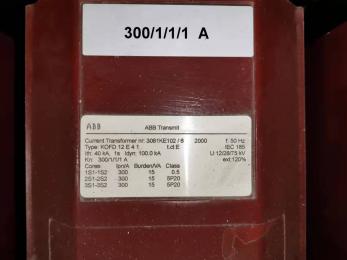 300/1/1/1 A
ABB
ABB Transmit
Current Transformer nr: 3081KE102 / 6 2000 f: 50 Hz
Type: KOFD 12 E 4 1 t.cl E IEC 185
Ith: 40 kA, 1s Idyn: 100.0 kA U:12/28/75 kV
Kn: 300/1/1/1 A ext:120%
Cores Ipn/A Burden/VA Class
1S1-1S2 300 15 0.5
2S1-2S2 300 15 5P20
3S1-3S2 300 15 5P20